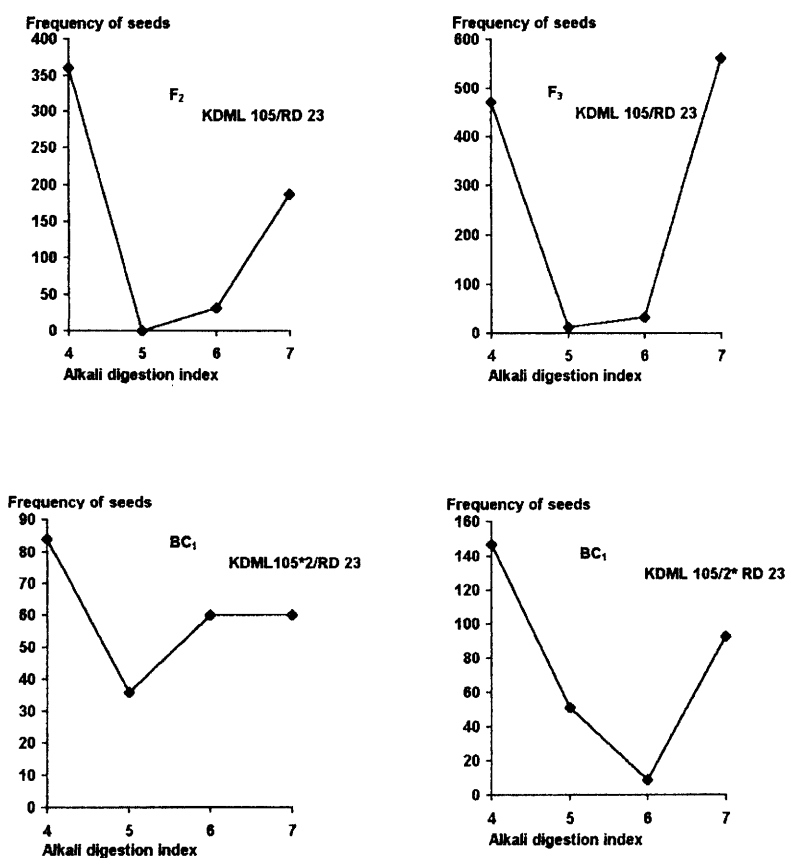 Frequency of seeds
400
350
300
250
200
150
100
50
0
F2
KDML 105/RD 23
4 5 6 7
Alkali digestion index
Frequency of seeds
600
500
400
300
200
100
0
F3
KDML 105/RD 23
4 5 6 7
Alkali digestion index
Frequency of seeds
90
80
70
60
50
40
30
20
10
0
BC1
KDML105*2/RD 23
4 5 6 7
Alkali digestion index
Frequency of seeds
160
140
120
100
80
60
40
20
0
BC1
KDML 105/2* RD 23
4 5 6 7
Alkali digestion index